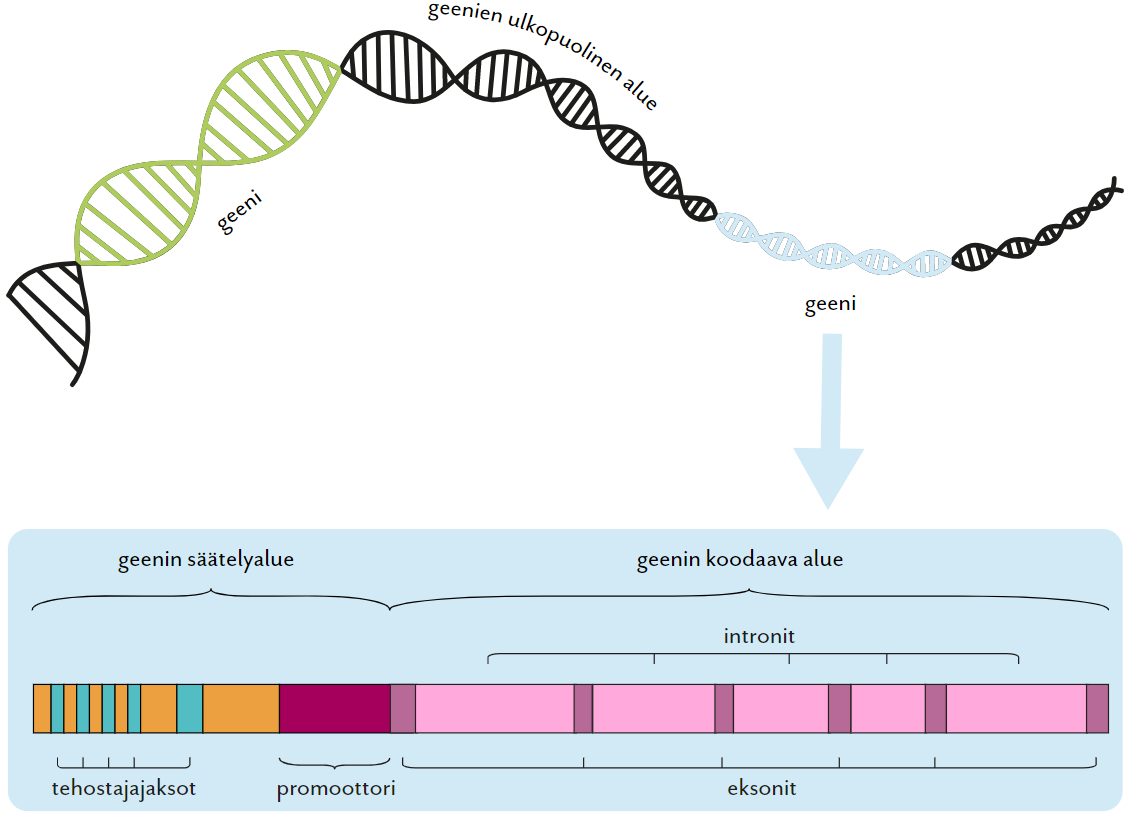 geenien ulkopuolinen alue
geeni
geeni
geenin säätelyalue
geenin koodaava alue
intronit
tehostajajaksot
promoottori
eksonit